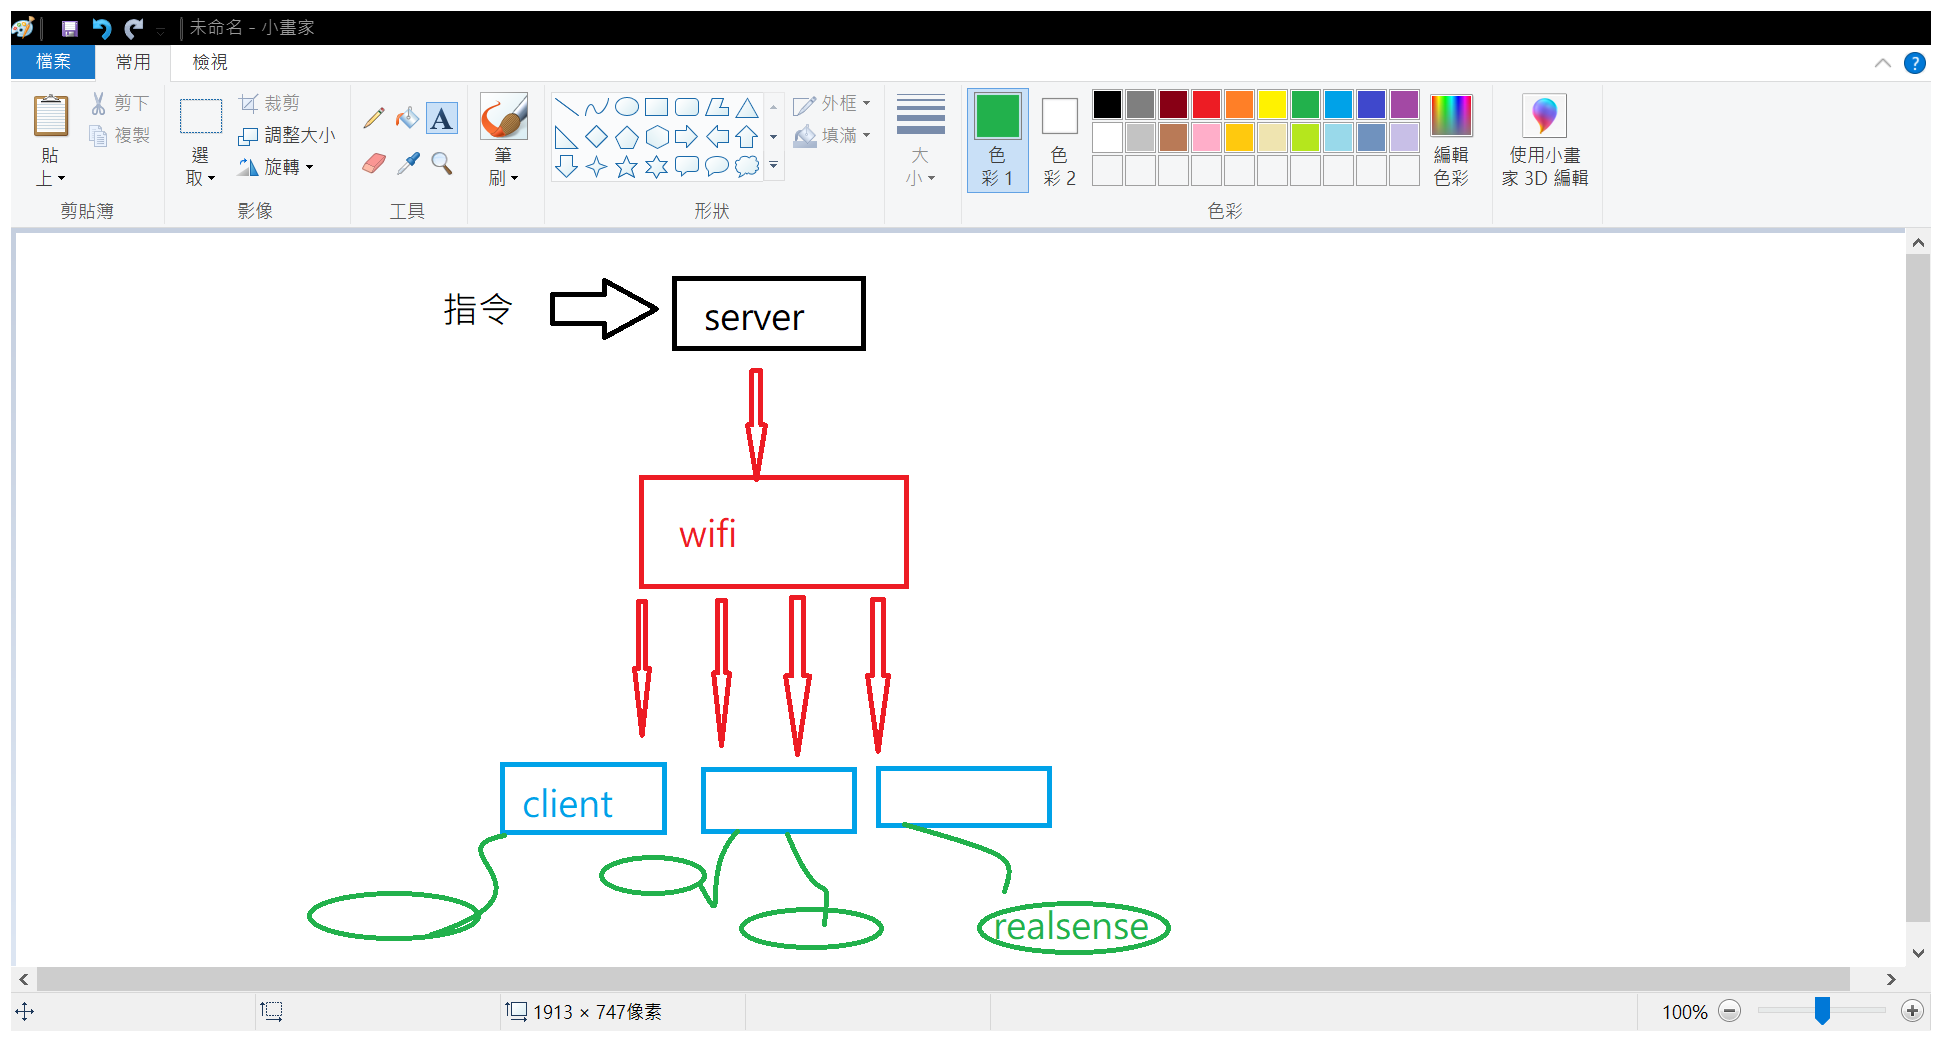 未命名 - 小畫家
檔案 常用 檢視
貼上
剪下
複製
剪貼簿
選取
裁剪
調整大小
旋轉
影像
A
工具
筆刷
外框
填滿
形狀
大小
色彩 1
色彩 2
編輯色彩
色彩
使用小畫家 3D 編輯
指令
server
wifi
client
realsense
1913 × 747像素
100%